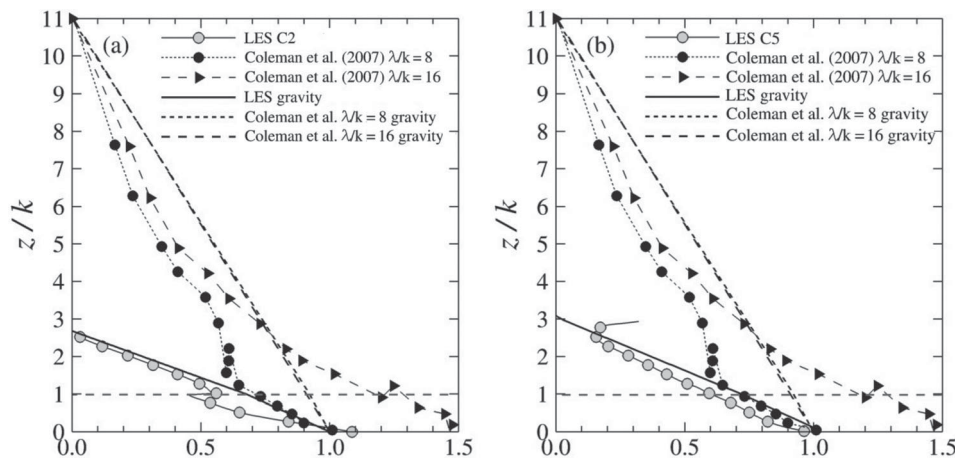 11
10
9
8
7
6
5
4
3
2
1
0
z / k
(a)
LES C2
Coleman et al. (2007) λ/k = 8
Coleman et al. (2007) λ/k = 16
LES gravity
Coleman et al. λ/k = 8 gravity
Coleman et al. λ/k = 16 gravity
0
0.5
1.0
1.5
11
10
9
8
7
6
5
4
3
2
1
0
z / k
(b)
LES C5
Coleman et al. (2007) λ/k = 8
Coleman et al. (2007) λ/k = 16
LES gravity
Coleman et al. λ/k = 8 gravity
Coleman et al. λ/k = 16 gravity
0
0.5
1.0
1.5